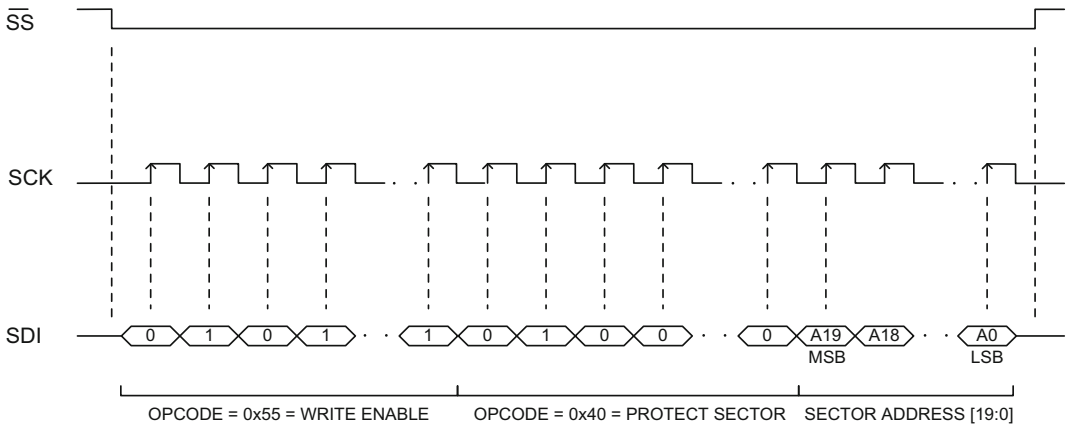 SS
SCK
SDI 0 1 0 1 · · 1 0 1 0 0 · · 0 A19 A18 · · A0
MSB LSB
OPCODE = 0x55 = WRITE ENABLE OPCODE = 0x40 = PROTECT SECTOR SECTOR ADDRESS [19:0]